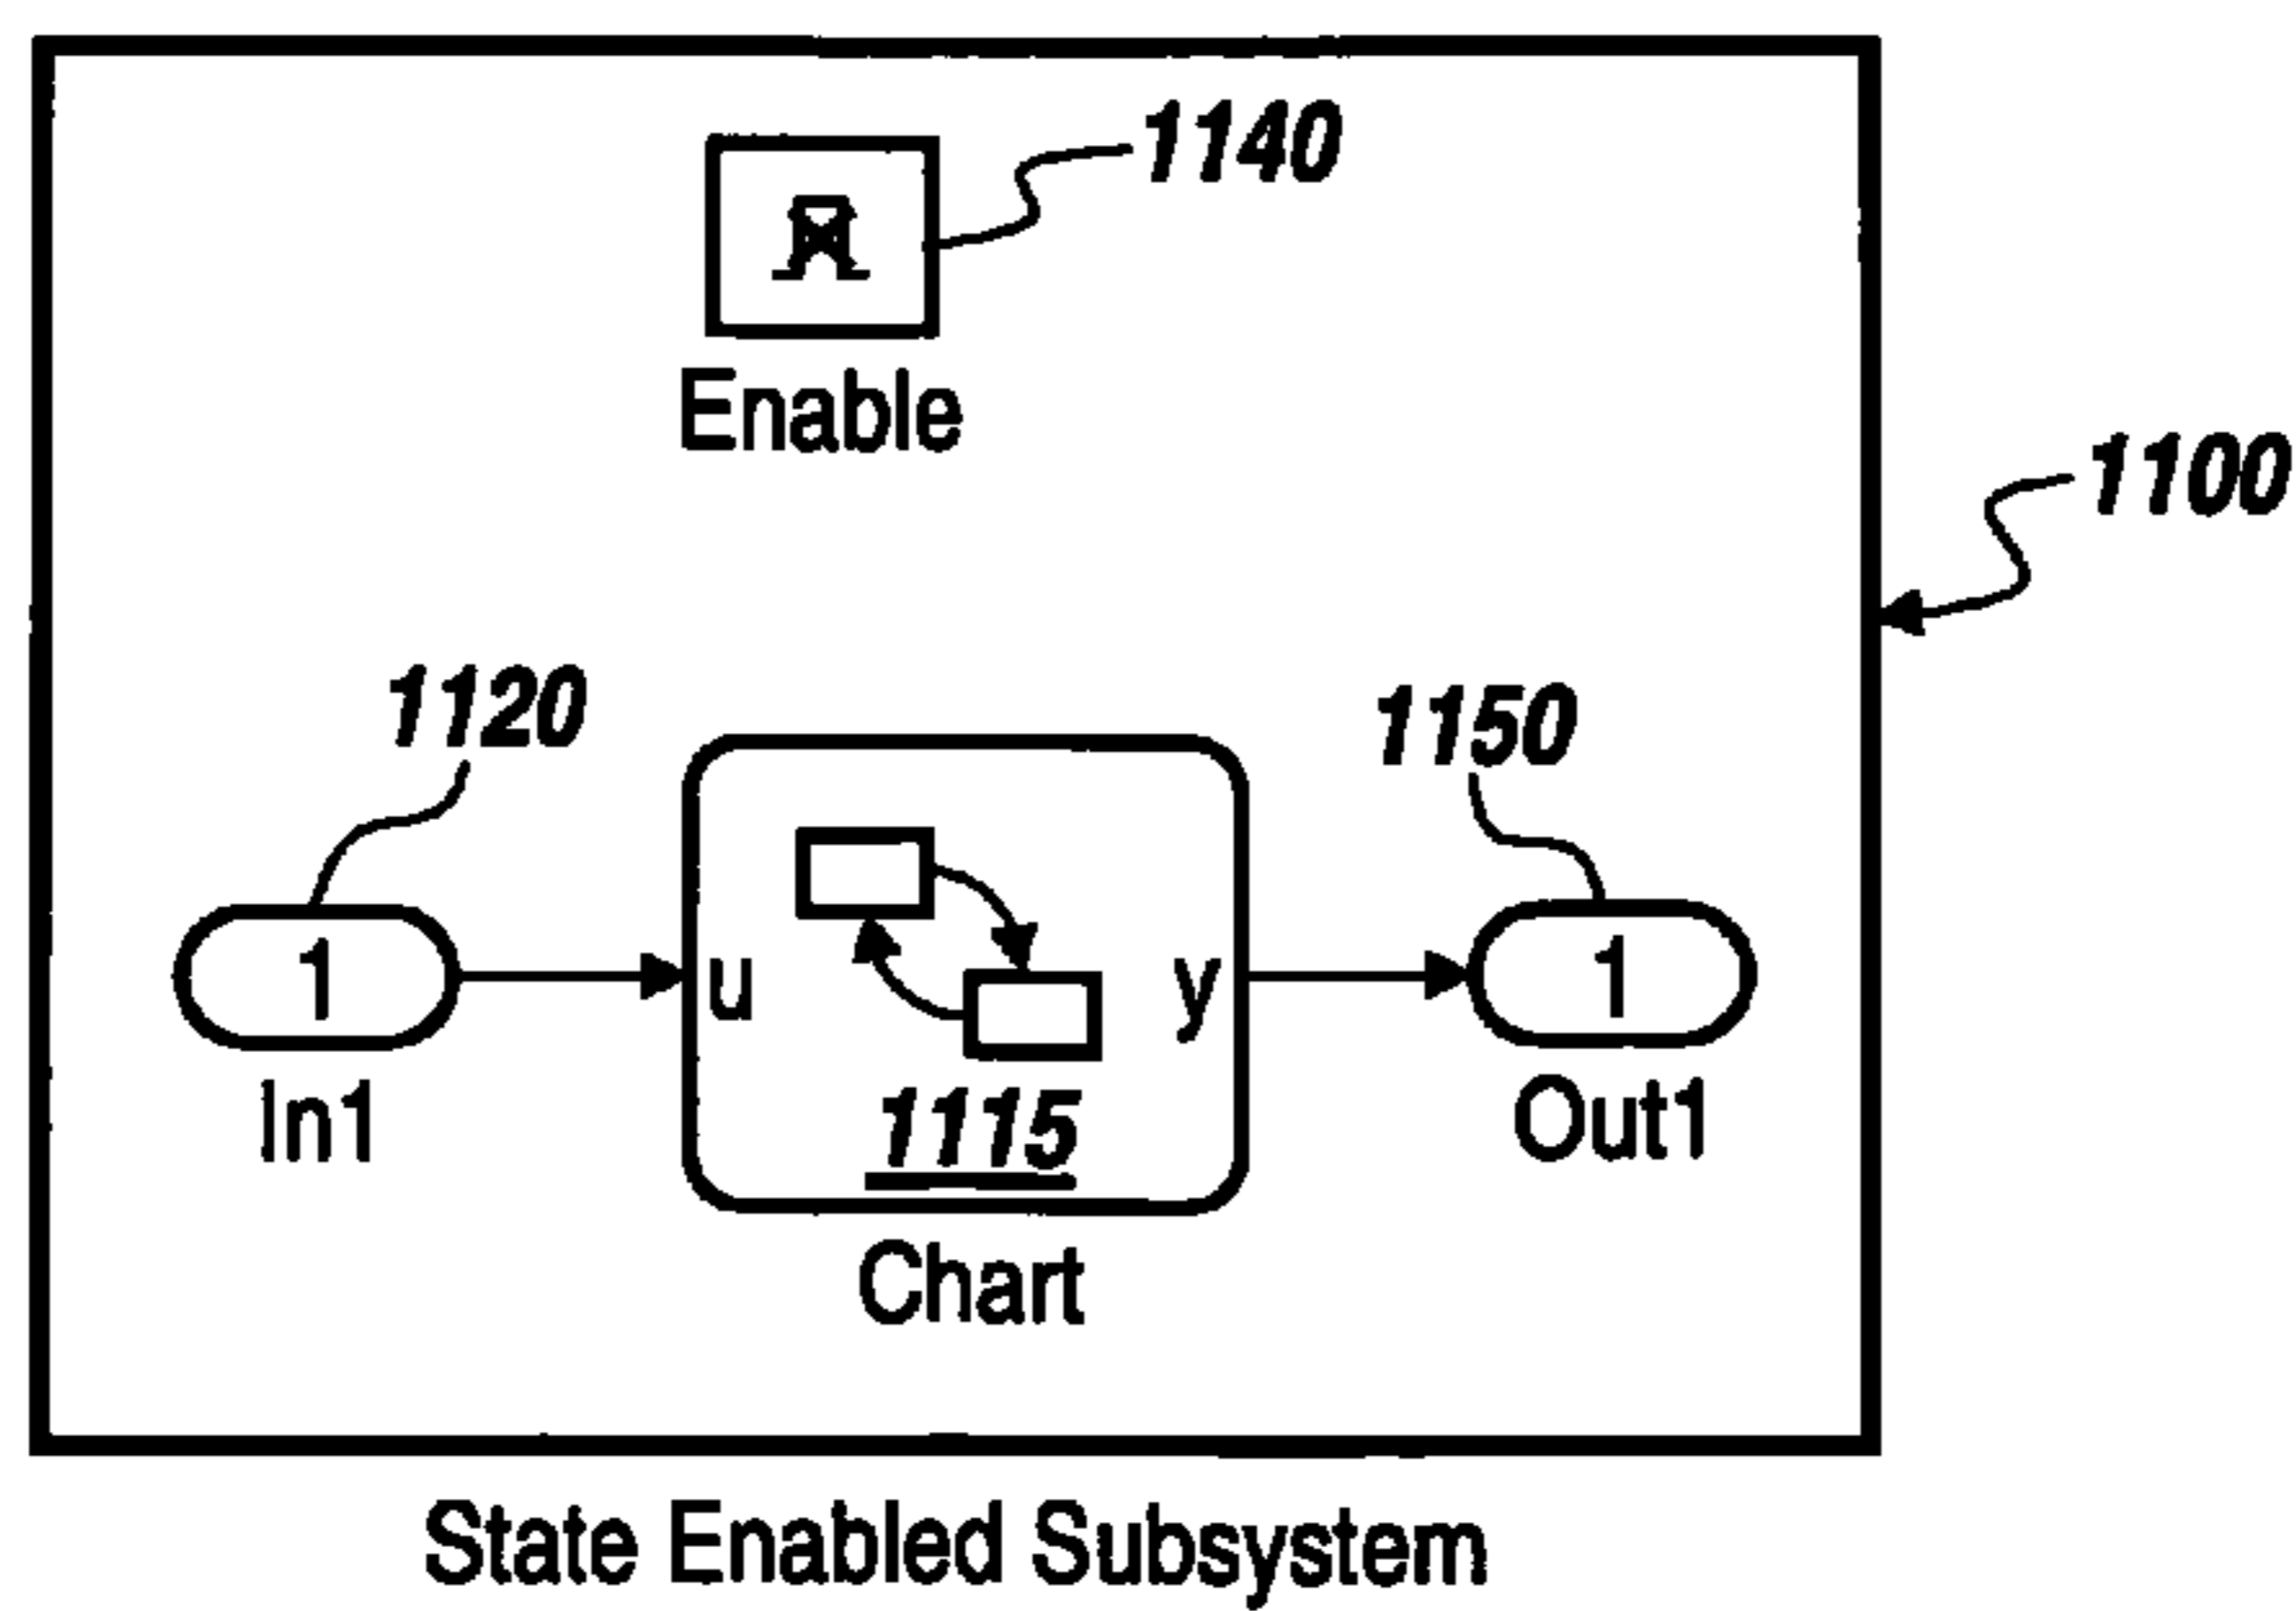 1140
Enable
1100
1120
1150
1
u
y
1
In1
1115
Out1
Chart
State Enabled Subsystem